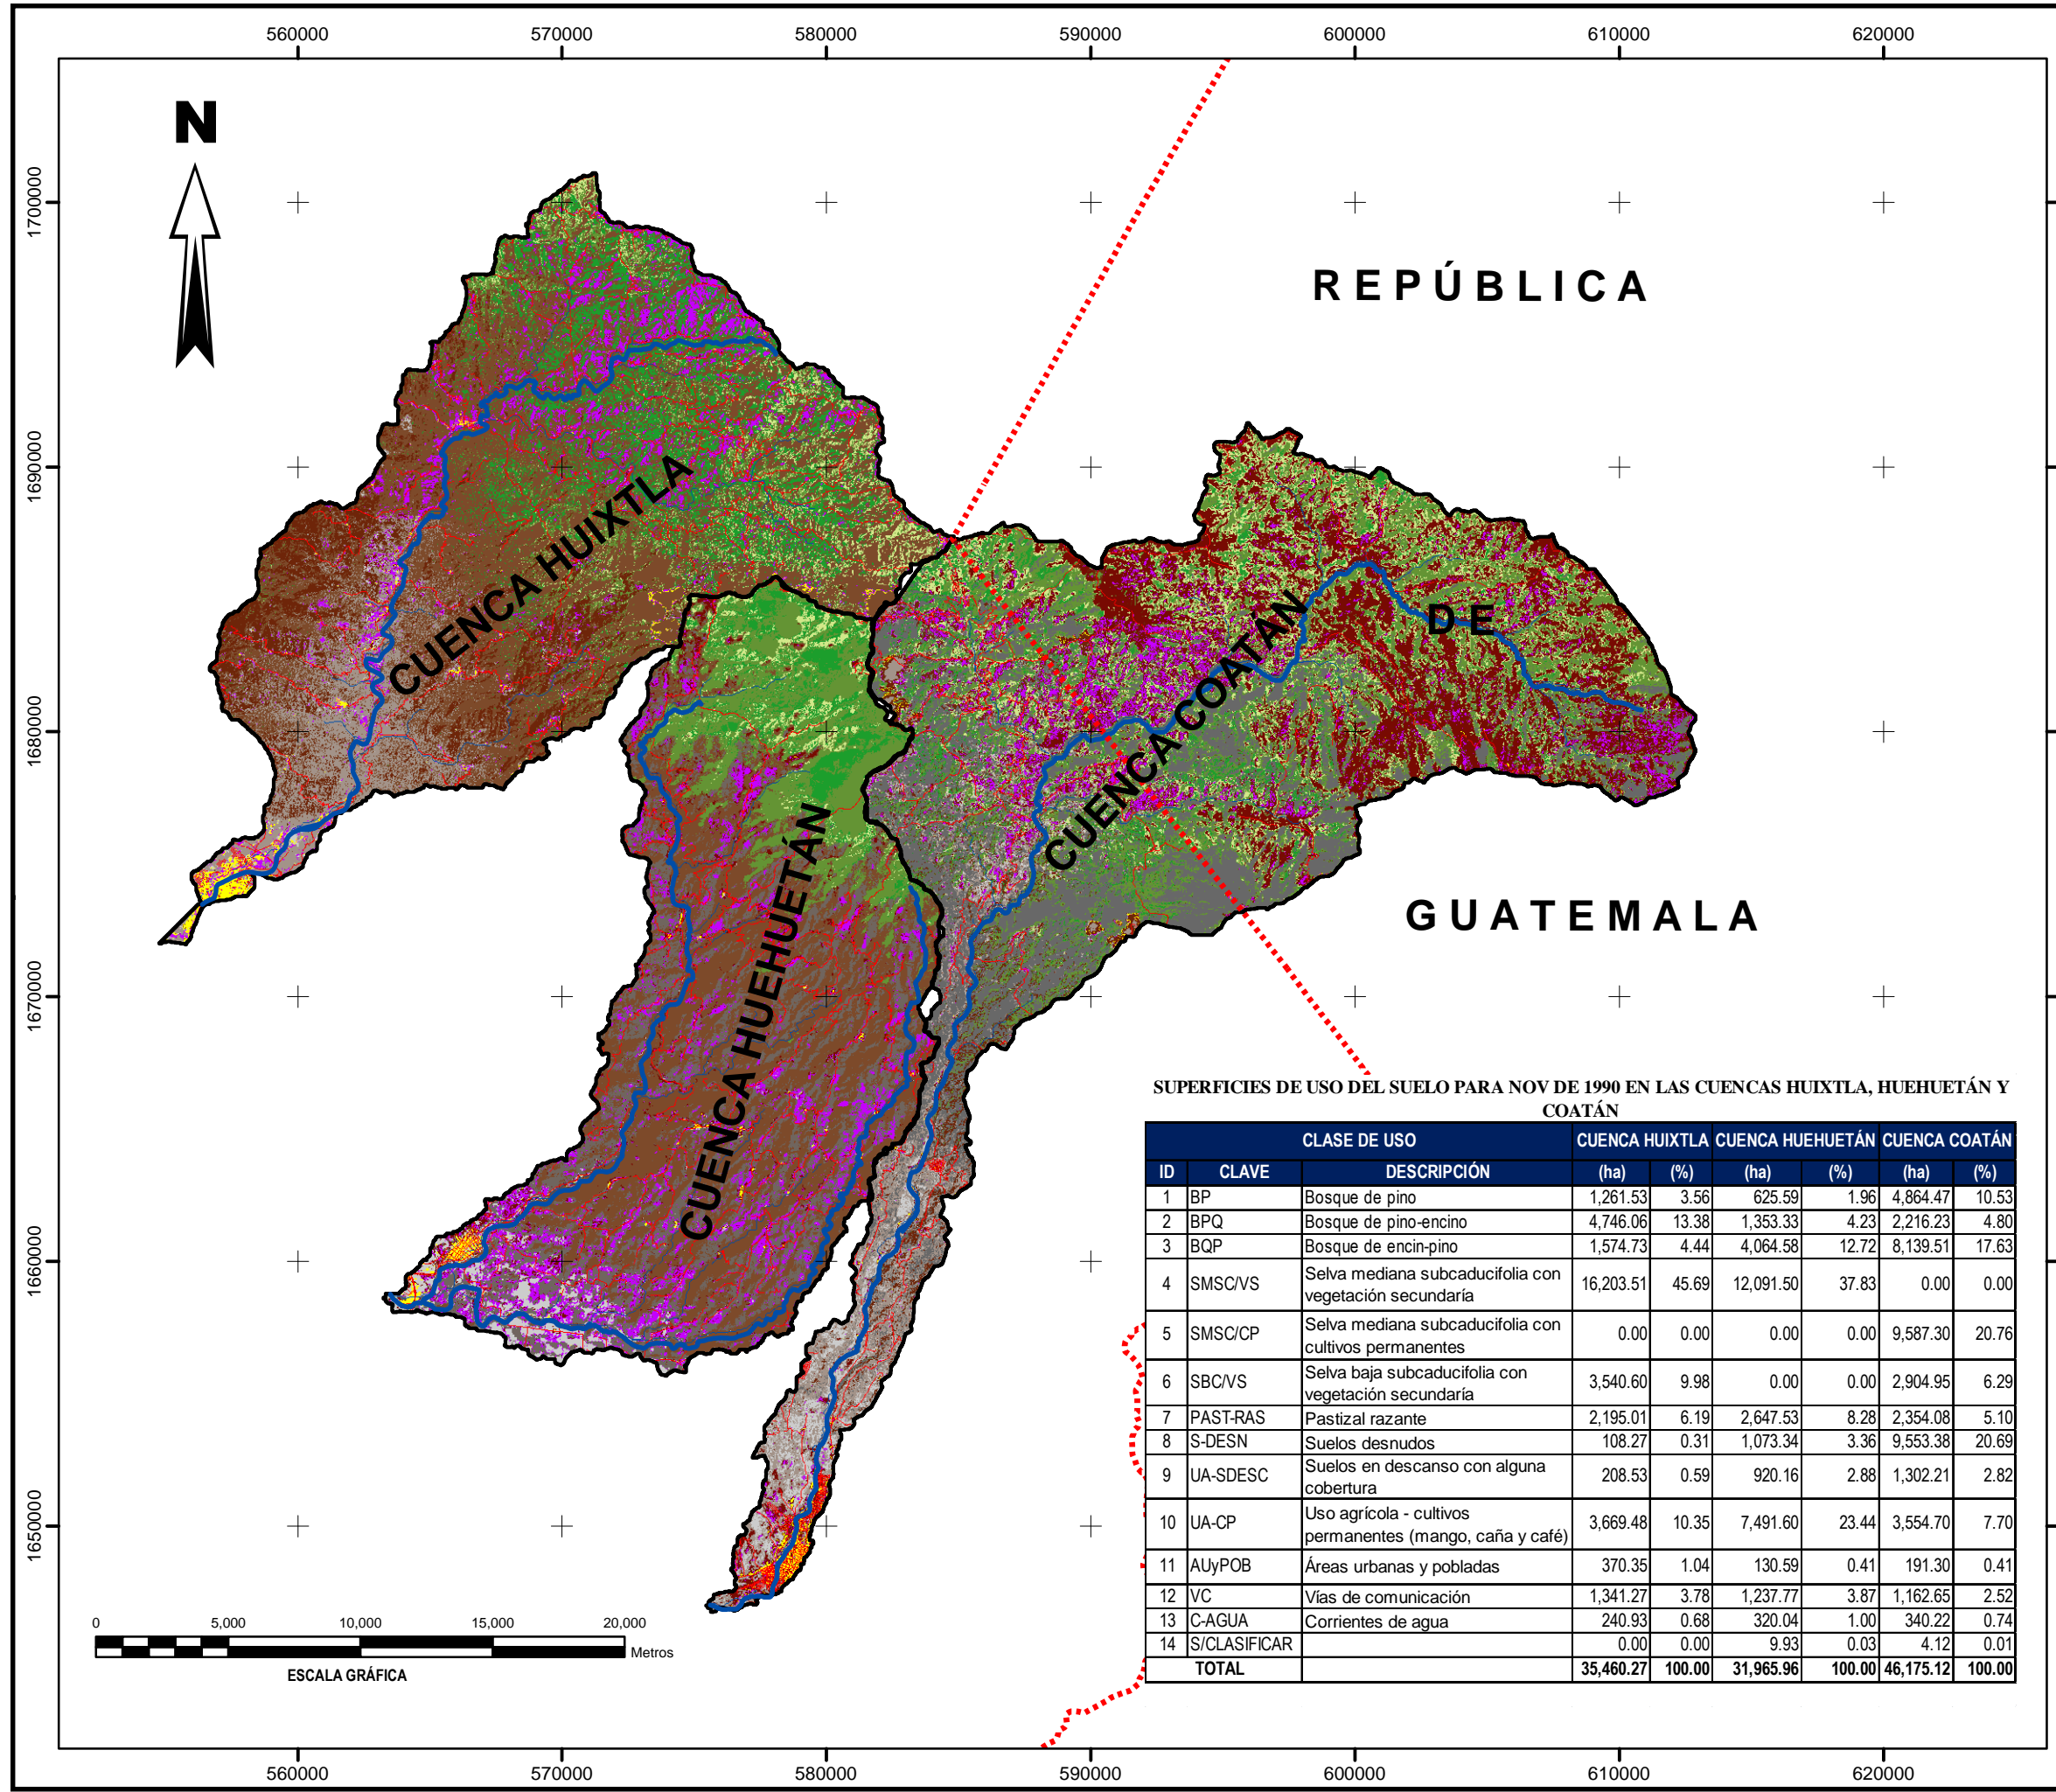 560000 570000 580000 590000 600000 610000 620000
N
1700000
1690000
1680000
1670000
1660000
1650000
REPÚBLICA
DE
GUATEMALA
CUENCA HUIXTLA
CUENCA COATÁN
CUENCA HUEHUETÁN
SUPERFICIES DE USO DEL SUELO PARA NOV DE 1990 EN LAS CUENCAS HUIXTLA, HUEHUETÁN Y
COATÁN
CLASE DE USO CUENCA HUIXTLA CUENCA HUEHUETÁN CUENCA COATÁN
ID CLAVE DESCRIPCIÓN (ha) (%) (ha) (%) (ha) (%)
1 BP Bosque de pino 1,261.53 3.56 625.59 1.96 4,864.47 10.53
2 BPQ Bosque de pino-encino 4,746.06 13.38 1,353.33 4.23 2,216.23 4.80
3 BQP Bosque de encin-pino 1,574.73 4.44 4,064.58 12.72 8,139.51 17.63
4 SMSC/VS Selva mediana subcaducifolia con
vegetación secundaría 16,203.51 45.69 12,091.50 37.83 0.00 0.00
5 SMSC/CP Selva mediana subcaducifolia con
cultivos permanentes 0.00 0.00 0.00 0.00 9,587.30 20.76
6 SBC/VS Selva baja subcaducifolia con
vegetación secundaría 3,540.60 9.98 0.00 0.00 2,904.95 6.29
7 PAST-RAS Pastizal razante 2,195.01 6.19 2,647.53 8.28 2,354.08 5.10
8 S-DESN Suelos desnudos 108.27 0.31 1,073.34 3.36 9,553.38 20.69
9 UA-SDESC Suelos en descanso con alguna
cobertura 208.53 0.59 920.16 2.88 1,302.21 2.82
10 UA-CP Uso agrícola - cultivos
permanentes (mango, caña y café) 3,669.48 10.35 7,491.60 23.44 3,554.70 7.70
11 AUyPOB Áreas urbanas y pobladas 370.35 1.04 130.59 0.41 191.30 0.41
12 VC Vías de comunicación 1,341.27 3.78 1,237.77 3.87 1,162.65 2.52
13 C-AGUA Corrientes de agua 240.93 0.68 320.04 1.00 340.22 0.74
14 S/CLASIFICAR 0.00 0.00 9.93 0.03 4.12 0.01
TOTAL 35,460.27 100.00 31,965.96 100.00 46,175.12 100.00
0 5,000 10,000 15,000 20,000
Metros
ESCALA GRÁFICA
560000 570000 580000 590000 600000 610000 620000